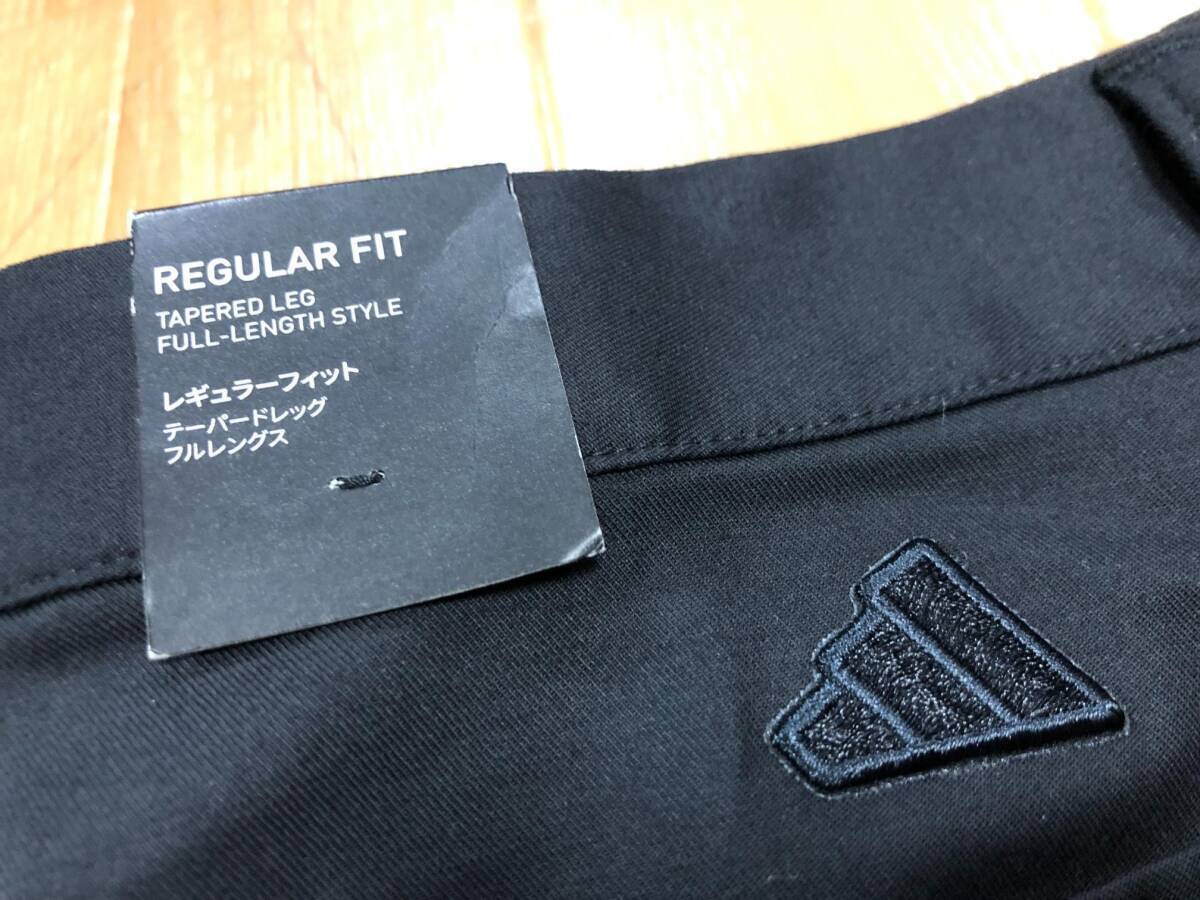 REGULAR FIT
TAPERED LEG
FULL-LENGTH STYLE
レギュラーフィット
テーパードレッグ
フルレングス